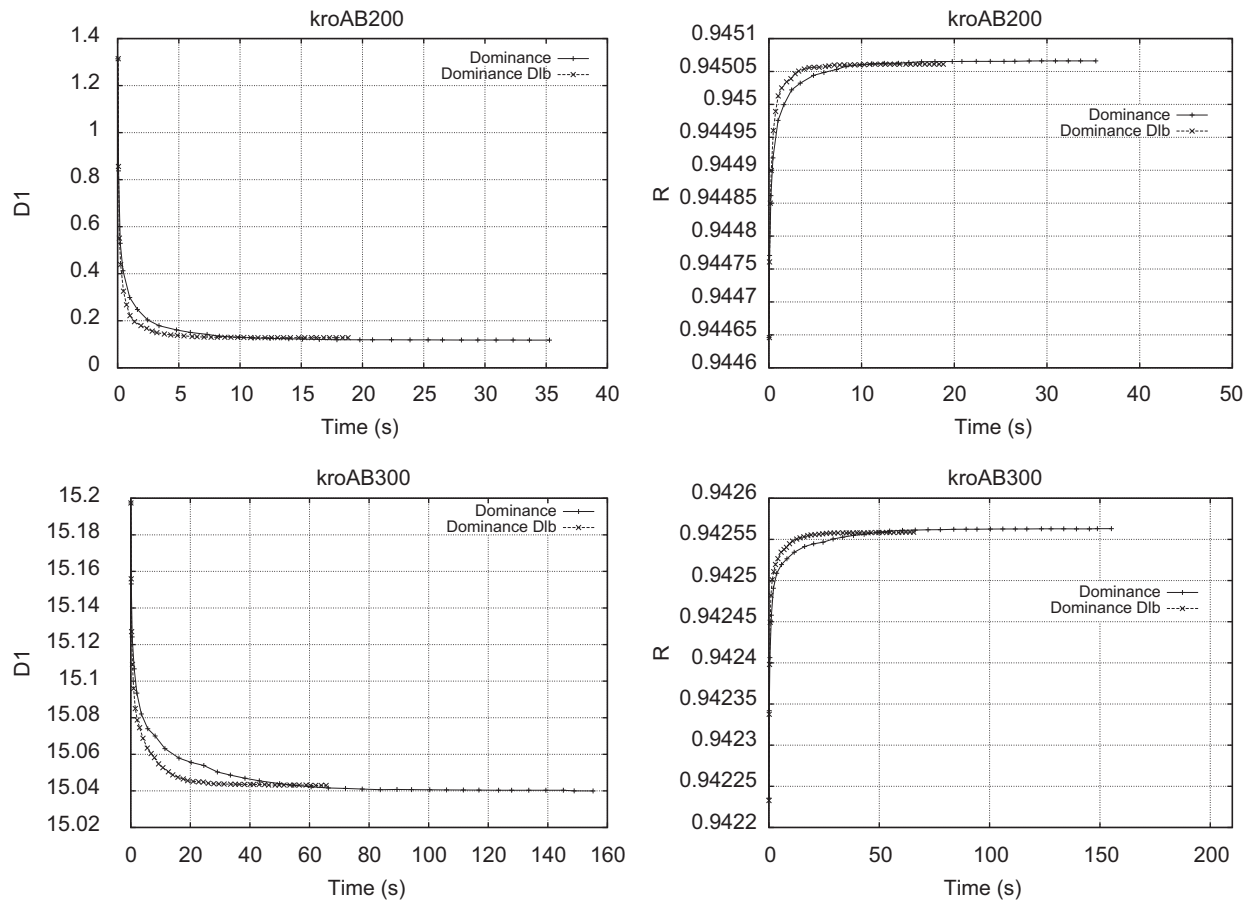 kroAB200
1.4
1.2
1
0.8
0.6
0.4
0.2
0
D1
Dominance
Dominance Dlb
0 5 10 15 20 25 30 35 40
Time (s)
kroAB200
0.9451
0.94505
0.945
0.94495
0.9449
0.94485
0.9448
0.94475
0.9447
0.94465
0.9446
R
Dominance
Dominance Dlb
0 10 20 30 40 50
Time (s)
kroAB300
15.2
15.18
15.16
15.14
15.12
15.1
15.08
15.06
15.04
15.02
D1
Dominance
Dominance Dlb
0 20 40 60 80 100 120 140 160
Time (s)
kroAB300
0.9426
0.94255
0.9425
0.94245
0.9424
0.94235
0.9423
0.94225
0.9422
R
Dominance
Dominance Dlb
0 50 100 150 200
Time (s)